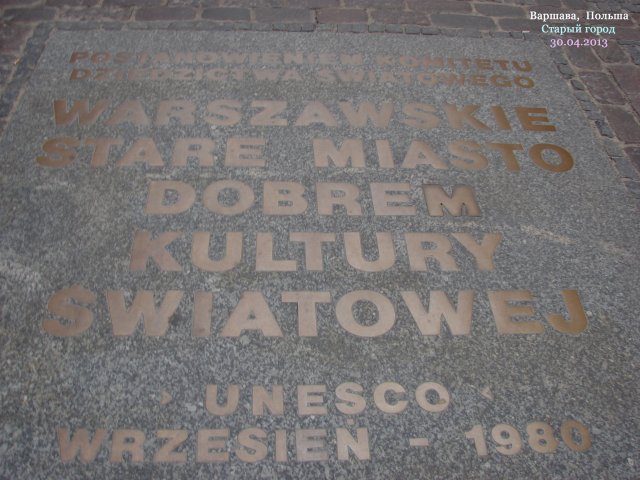 Варшава, Польша
Старый город
30.04.2013
POSTANOWIENIEM KOMITETU
DZIEDZICTWA ŚWIATOWEGO
WARSZAWSKIE
STARE MIASTO
DOBREM
KULTURY
ŚWIATOWEJ
> UNESCO <
WRZESIEŃ - 1980